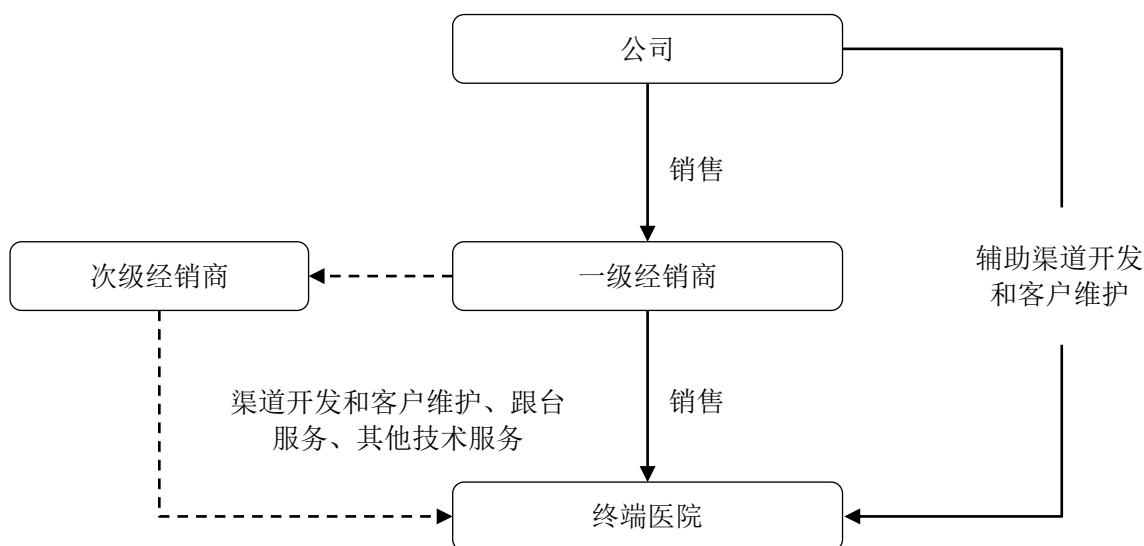 公司
销售
次级经销商
一级经销商
辅助渠道开发
和客户维护
渠道开发和客户维护、跟台
服务、其他技术服务
销售
终端医院